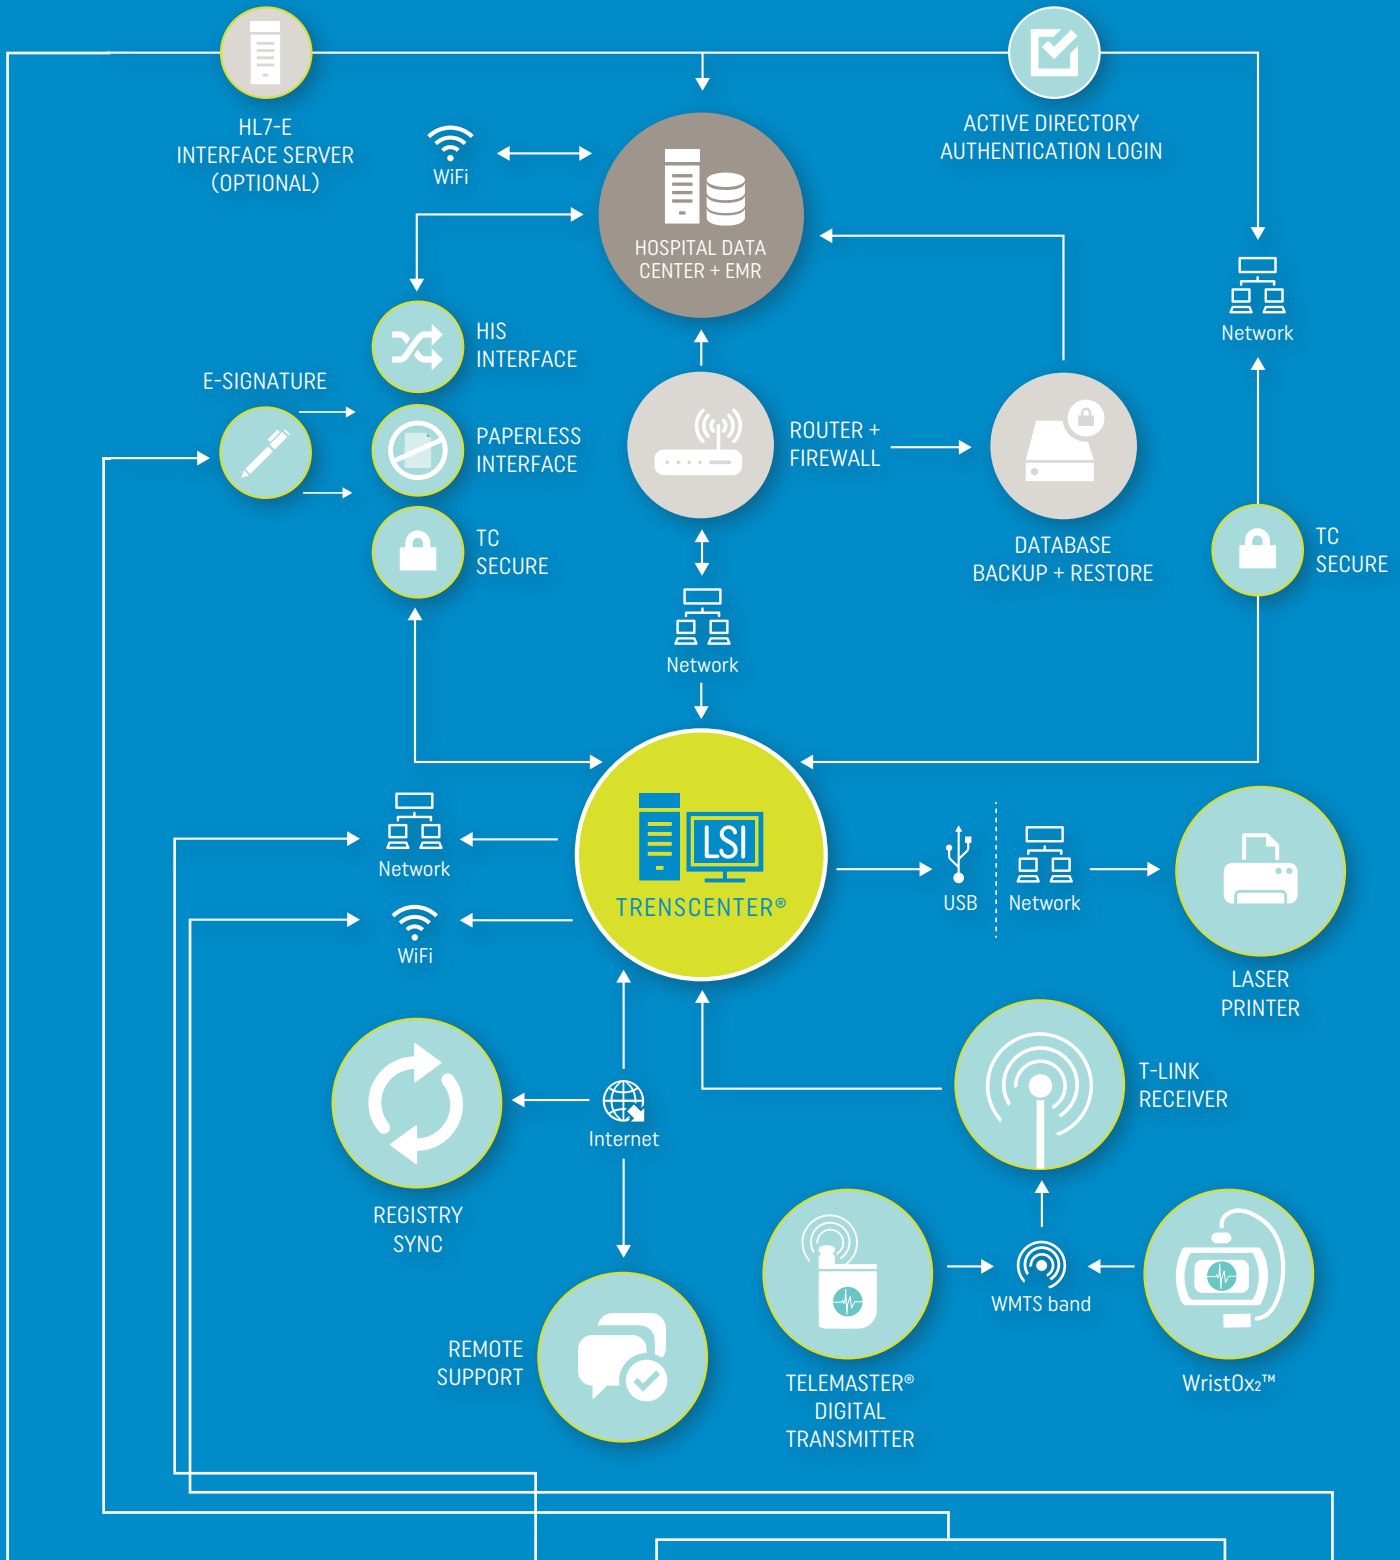 HL7-E
INTERFACE SERVER
(OPTIONAL)
WiFi
ACTIVE DIRECTORY
AUTHENTICATION LOGIN
HOSPITAL DATA
CENTER + EMR
Network
HIS
INTERFACE
E-SIGNATURE
PAPERLESS
INTERFACE
ROUTER +
FIREWALL
TC
SECURE
DATABASE
BACKUP + RESTORE
TC
SECURE
Network
LSI
TRENSCENTER®
Network
WiFi
USB
Network
LASER
PRINTER
T-LINK
RECEIVER
Internet
REGISTRY
SYNC
WMTS band
REMOTE
SUPPORT
TELEMASTER®
DIGITAL
TRANSMITTER
WristOx₂™